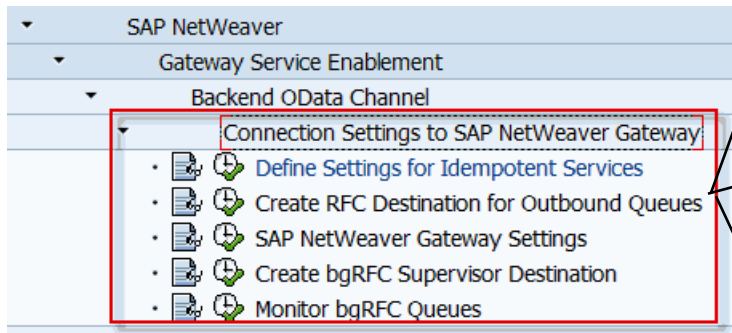 SAP NetWeaver
Gateway Service Enablement
Backend OData Channel
Connection Settings to SAP NetWeaver Gateway
Define Settings for Idempotent Services
Create RFC Destination for Outbound Queues
SAP NetWeaver Gateway Settings
Create bgRFC Supervisor Destination
Monitor bgRFC Queues